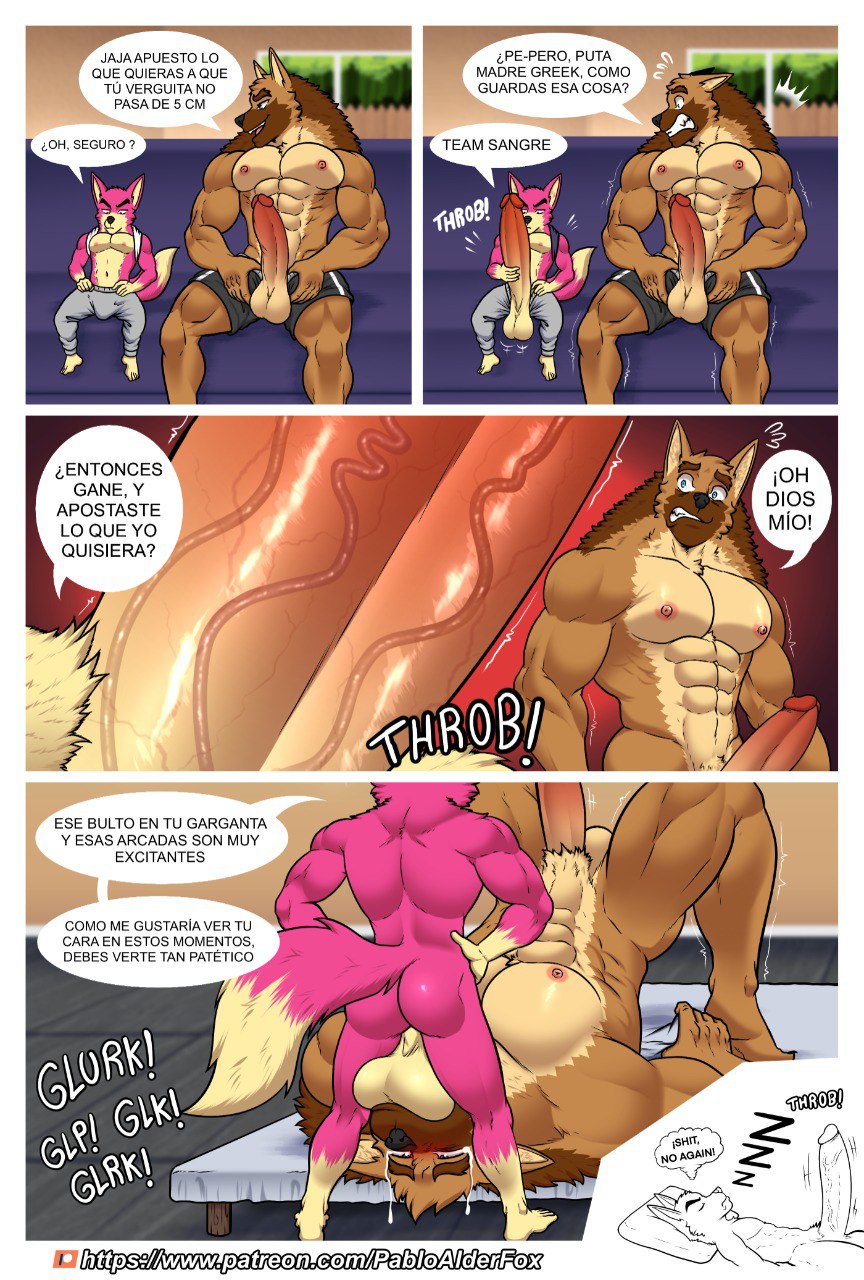 JAJA APUESTO LO
QUE QUIERAS A QUE
TÚ VERGUITA NO
PASA DE 5 CM
¿OH, SEGURO ?
¿PE-PERO, PUTA
MADRE GREEK, COMO
GUARDAS ESA COSA?
TEAM SANGRE
THROB!
¿ENTONCES
GANE, Y
APOSTASTE
LO QUE YO
QUISIERA?
¡OH
DIOS
MÍO!
THROB!
ESE BULTO EN TU GARGANTA
Y ESAS ARCADAS SON MUY
EXCITANTES
COMO ME GUSTARÍA VER TU
CARA EN ESTOS MOMENTOS,
DEBES VERTE TAN PATÉTICO
GLURK!
GLP! GLK!
GLRK!
THROB!
¡SHIT,
NO AGAIN!
NZZZ
https://www.patreon.com/PabloAlderFox